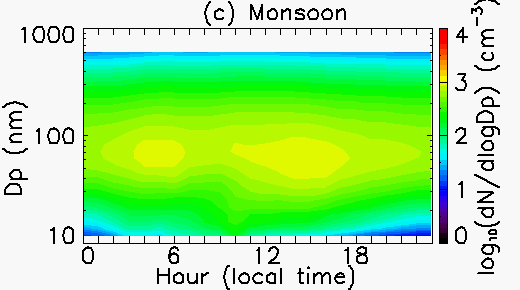 (c) Monsoon
1000
100
10
Dp (nm)
0 6 12 18
Hour (local time)
4
3
2
1
0
log₁₀(dN/dlogDp) (cm⁻³)